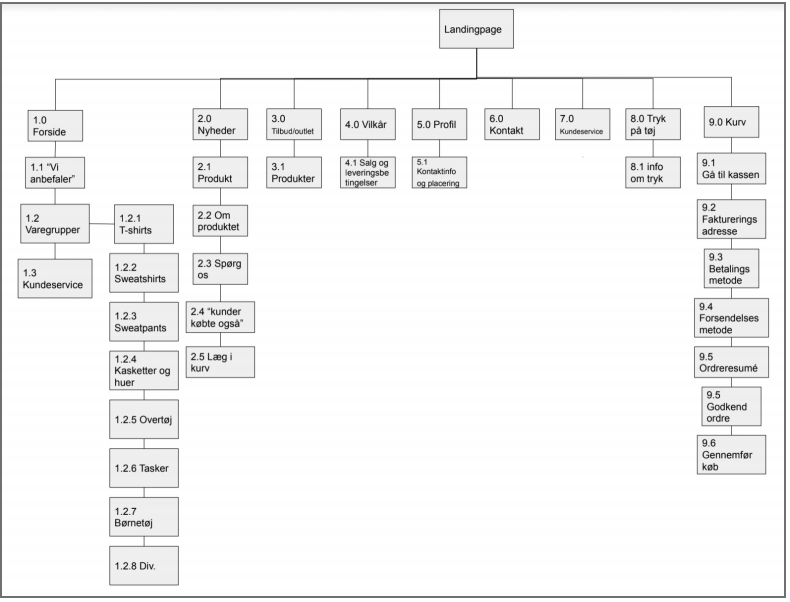 Landingpage
1.0
Forside
1.1 “Vi
anbefaler”
1.2
Varegrupper
1.3
Kundeservice
1.2.1
T-shirts
1.2.2
Sweatshirts
1.2.3
Sweatpants
1.2.4
Kasketter og
huer
1.2.5 Overtøj
1.2.6 Tasker
1.2.7
Børnetøj
1.2.8 Div.
2.0
Nyheder
2.1
Produkt
2.2 Om
produktet
2.3 Spørg
os
2.4 “kunder
købte også”
2.5 Læg i
kurv
3.0
Tilbud/outlet
3.1
Produkter
4.0 Vilkår
4.1 Salg og
leveringsbe
tingelser
5.0 Profil
5.1
Kontaktinfo
og placering
6.0
Kontakt
7.0
Kundeservice
8.0 Tryk
på tøj
8.1 info
om tryk
9.0 Kurv
9.1
Gå til kassen
9.2
Fakturerings
adresse
9.3
Betalings
metode
9.4
Forsendelses
metode
9.5
Ordreresumé
9.5
Godkend
ordre
9.6
Gennemfør
køb